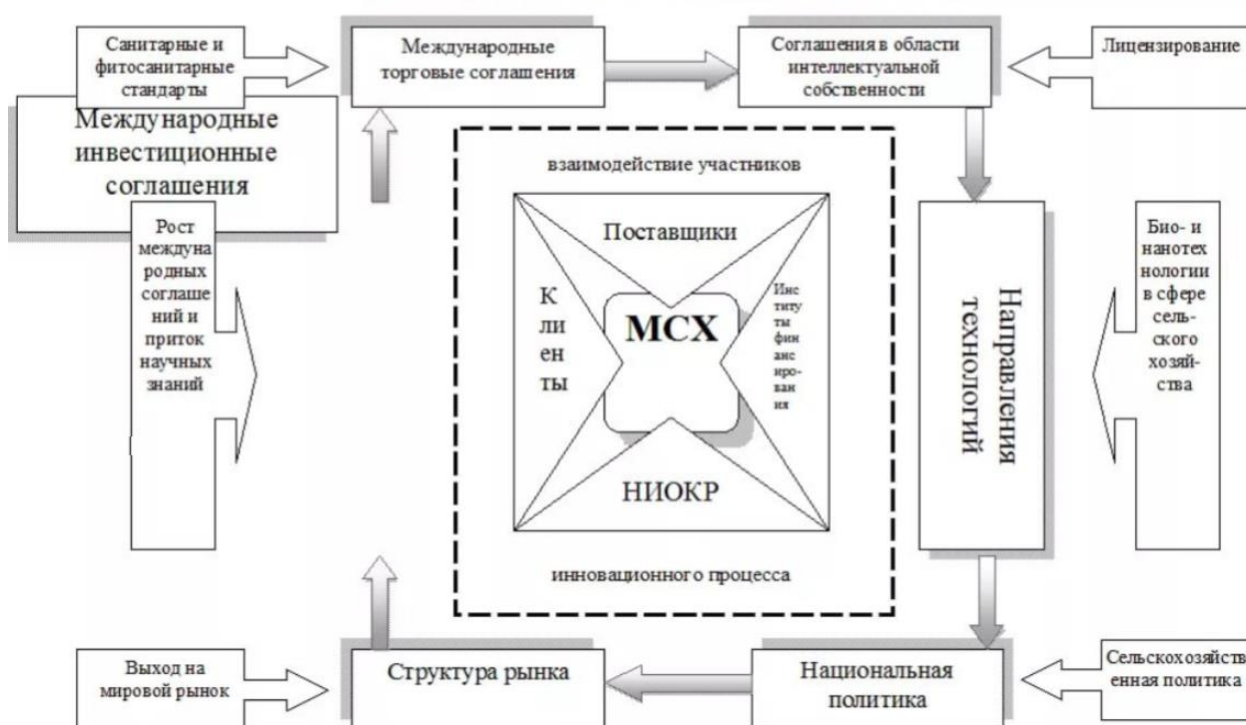 Санитарные и
фитосанитарные
стандарты
Международные
торговые соглашения
Соглашения в области
интеллектуальной
собственности
Лицензирование
Международные
инвестиционные
соглашения
взаимодействие участников
Рост
междуна
родных
соглаше
ний и
приток
научных
знаний
Поставщики
К
ли
ен
ты
МСХ
Инс
титу
ты
фин
анс
иро-
ван
ия
НИОКР
инновационного процесса
Направления
технологий
Био- и
нанотех
нологии
в сфере
сель-
ского
хозяй-
ства
Выход на
мировой рынок
Структура рынка
Национальная
политика
Сельскохозяйств
енная политика